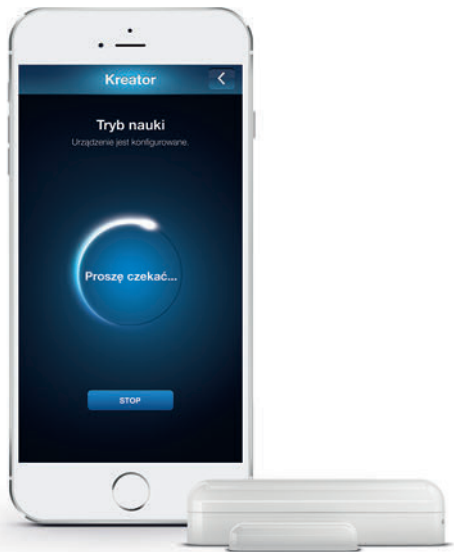 Kreator
Tryb nauki
Urządzenie jest konfigurowane.
Proszę czekać...
STOP